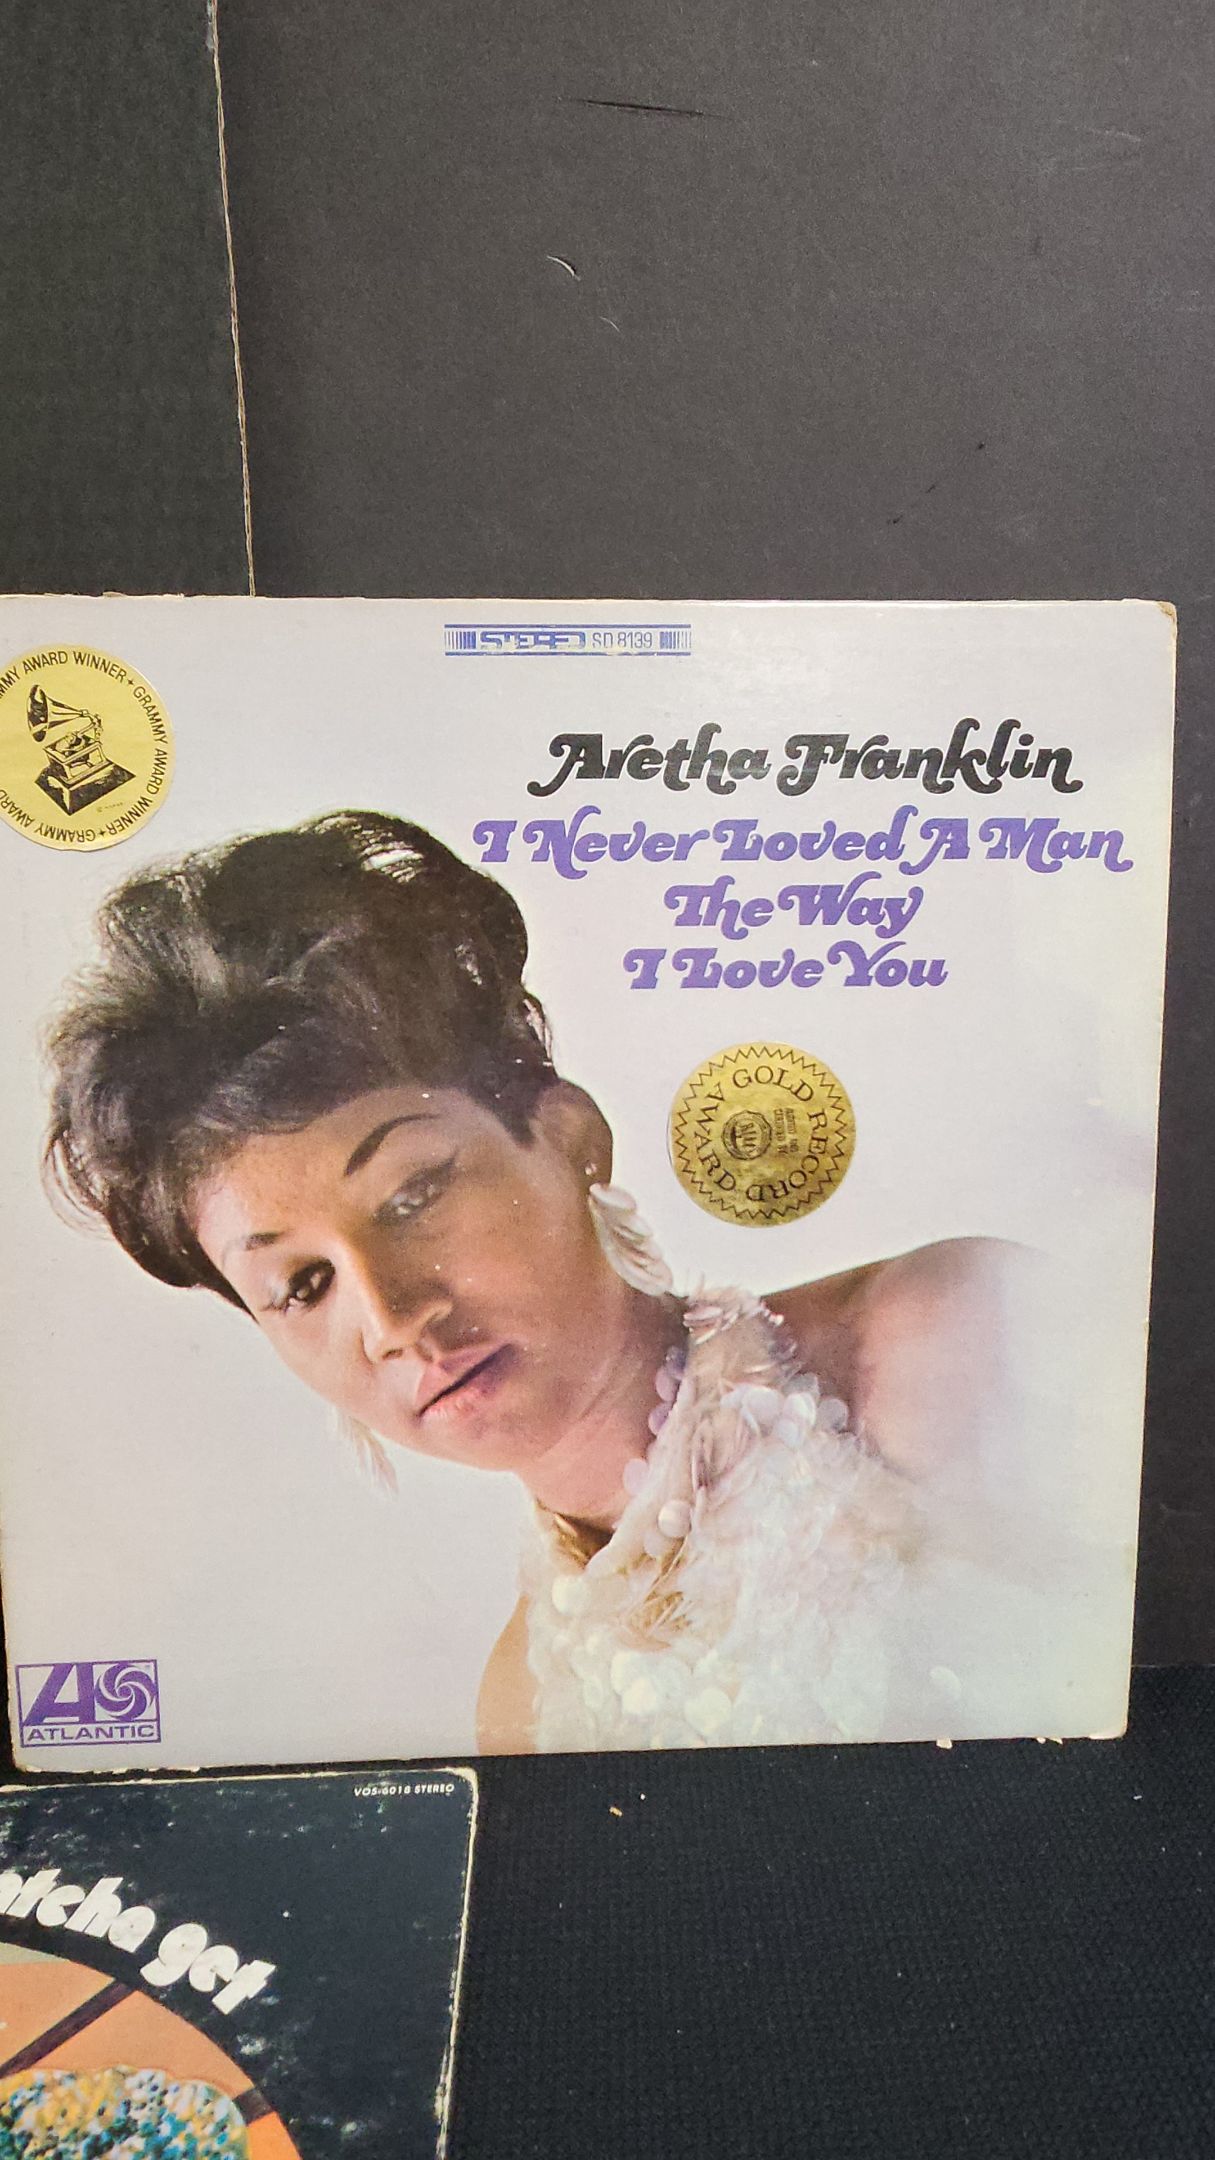 STEREO SD 8139
GRAMMY AWARD WINNER + GRAMMY AWARD WINNER + GRAMMY AWARD
Aretha Franklin
I Never Loved A Man
The Way
I Love You
GOLD RECORD AWARD
ATLANTIC
VOS-6018 STEREO
atcha get